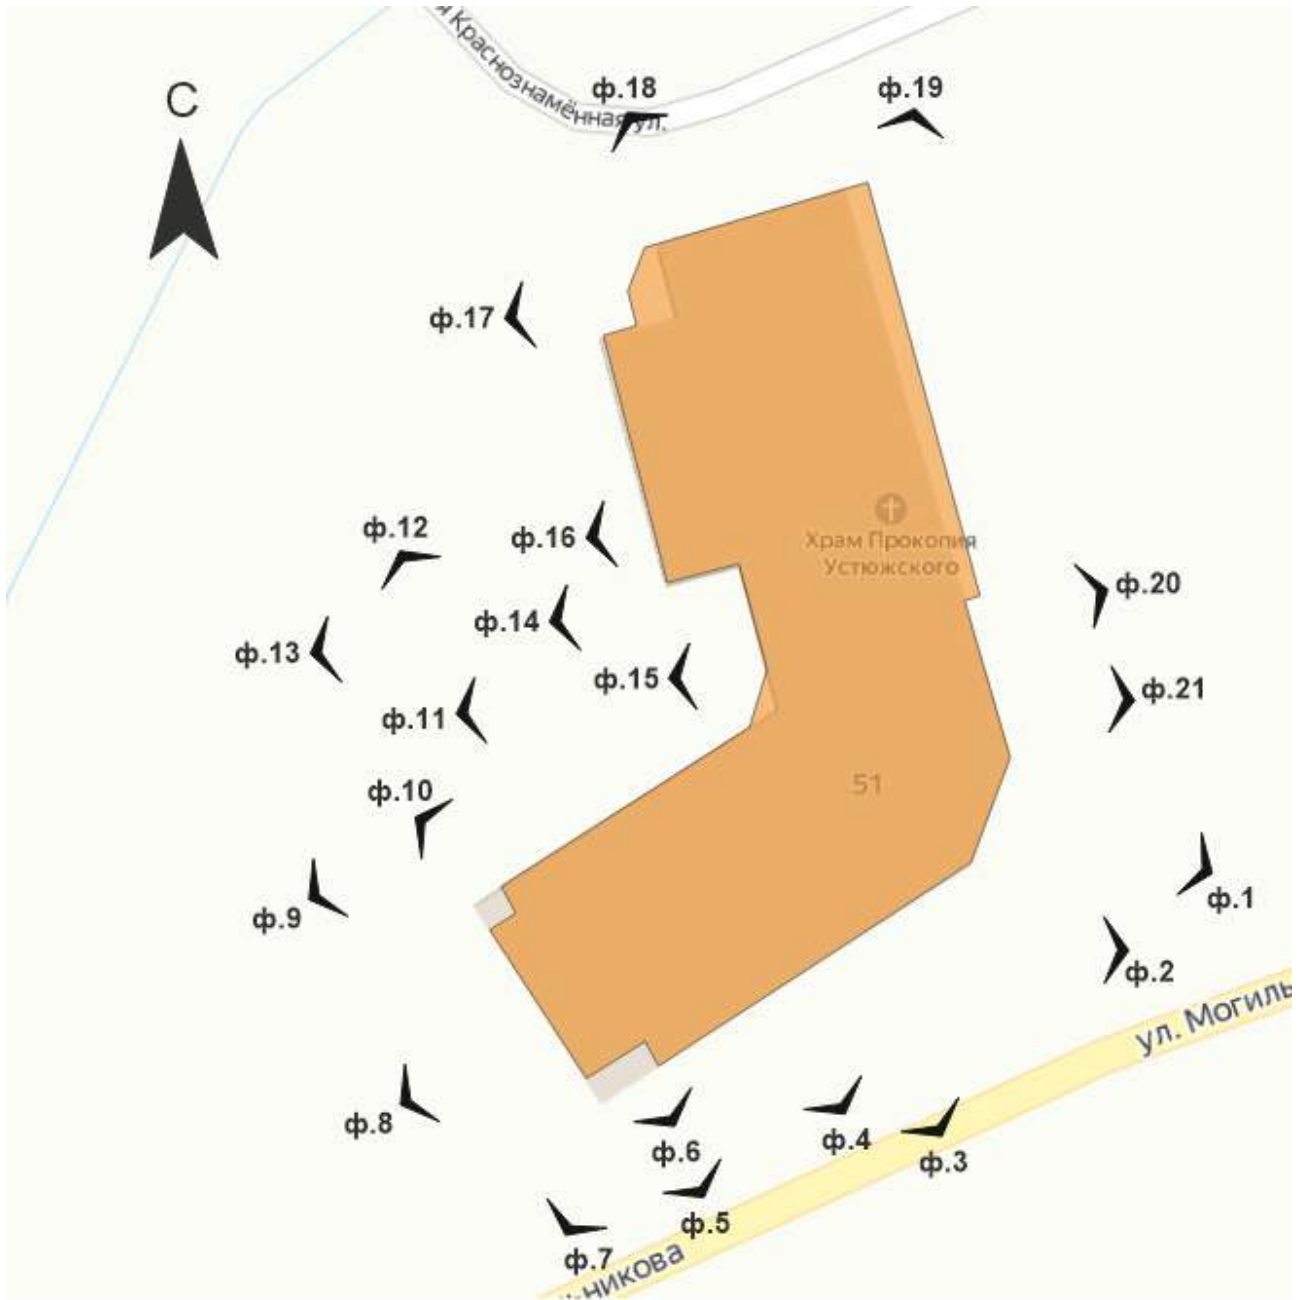 я Краснознамённая ул.
С
ф.18
ф.19
ф.17
ф.12
ф.16
Храм Прокопия
Устюжского
ф.20
ф.14
ф.13
ф.15
ф.21
ф.11
51
ф.10
ф.9
ф.1
ф.2
ул. Могиль
ф.8
ф.6
ф.4
ф.3
ф.5
ф.7
никова